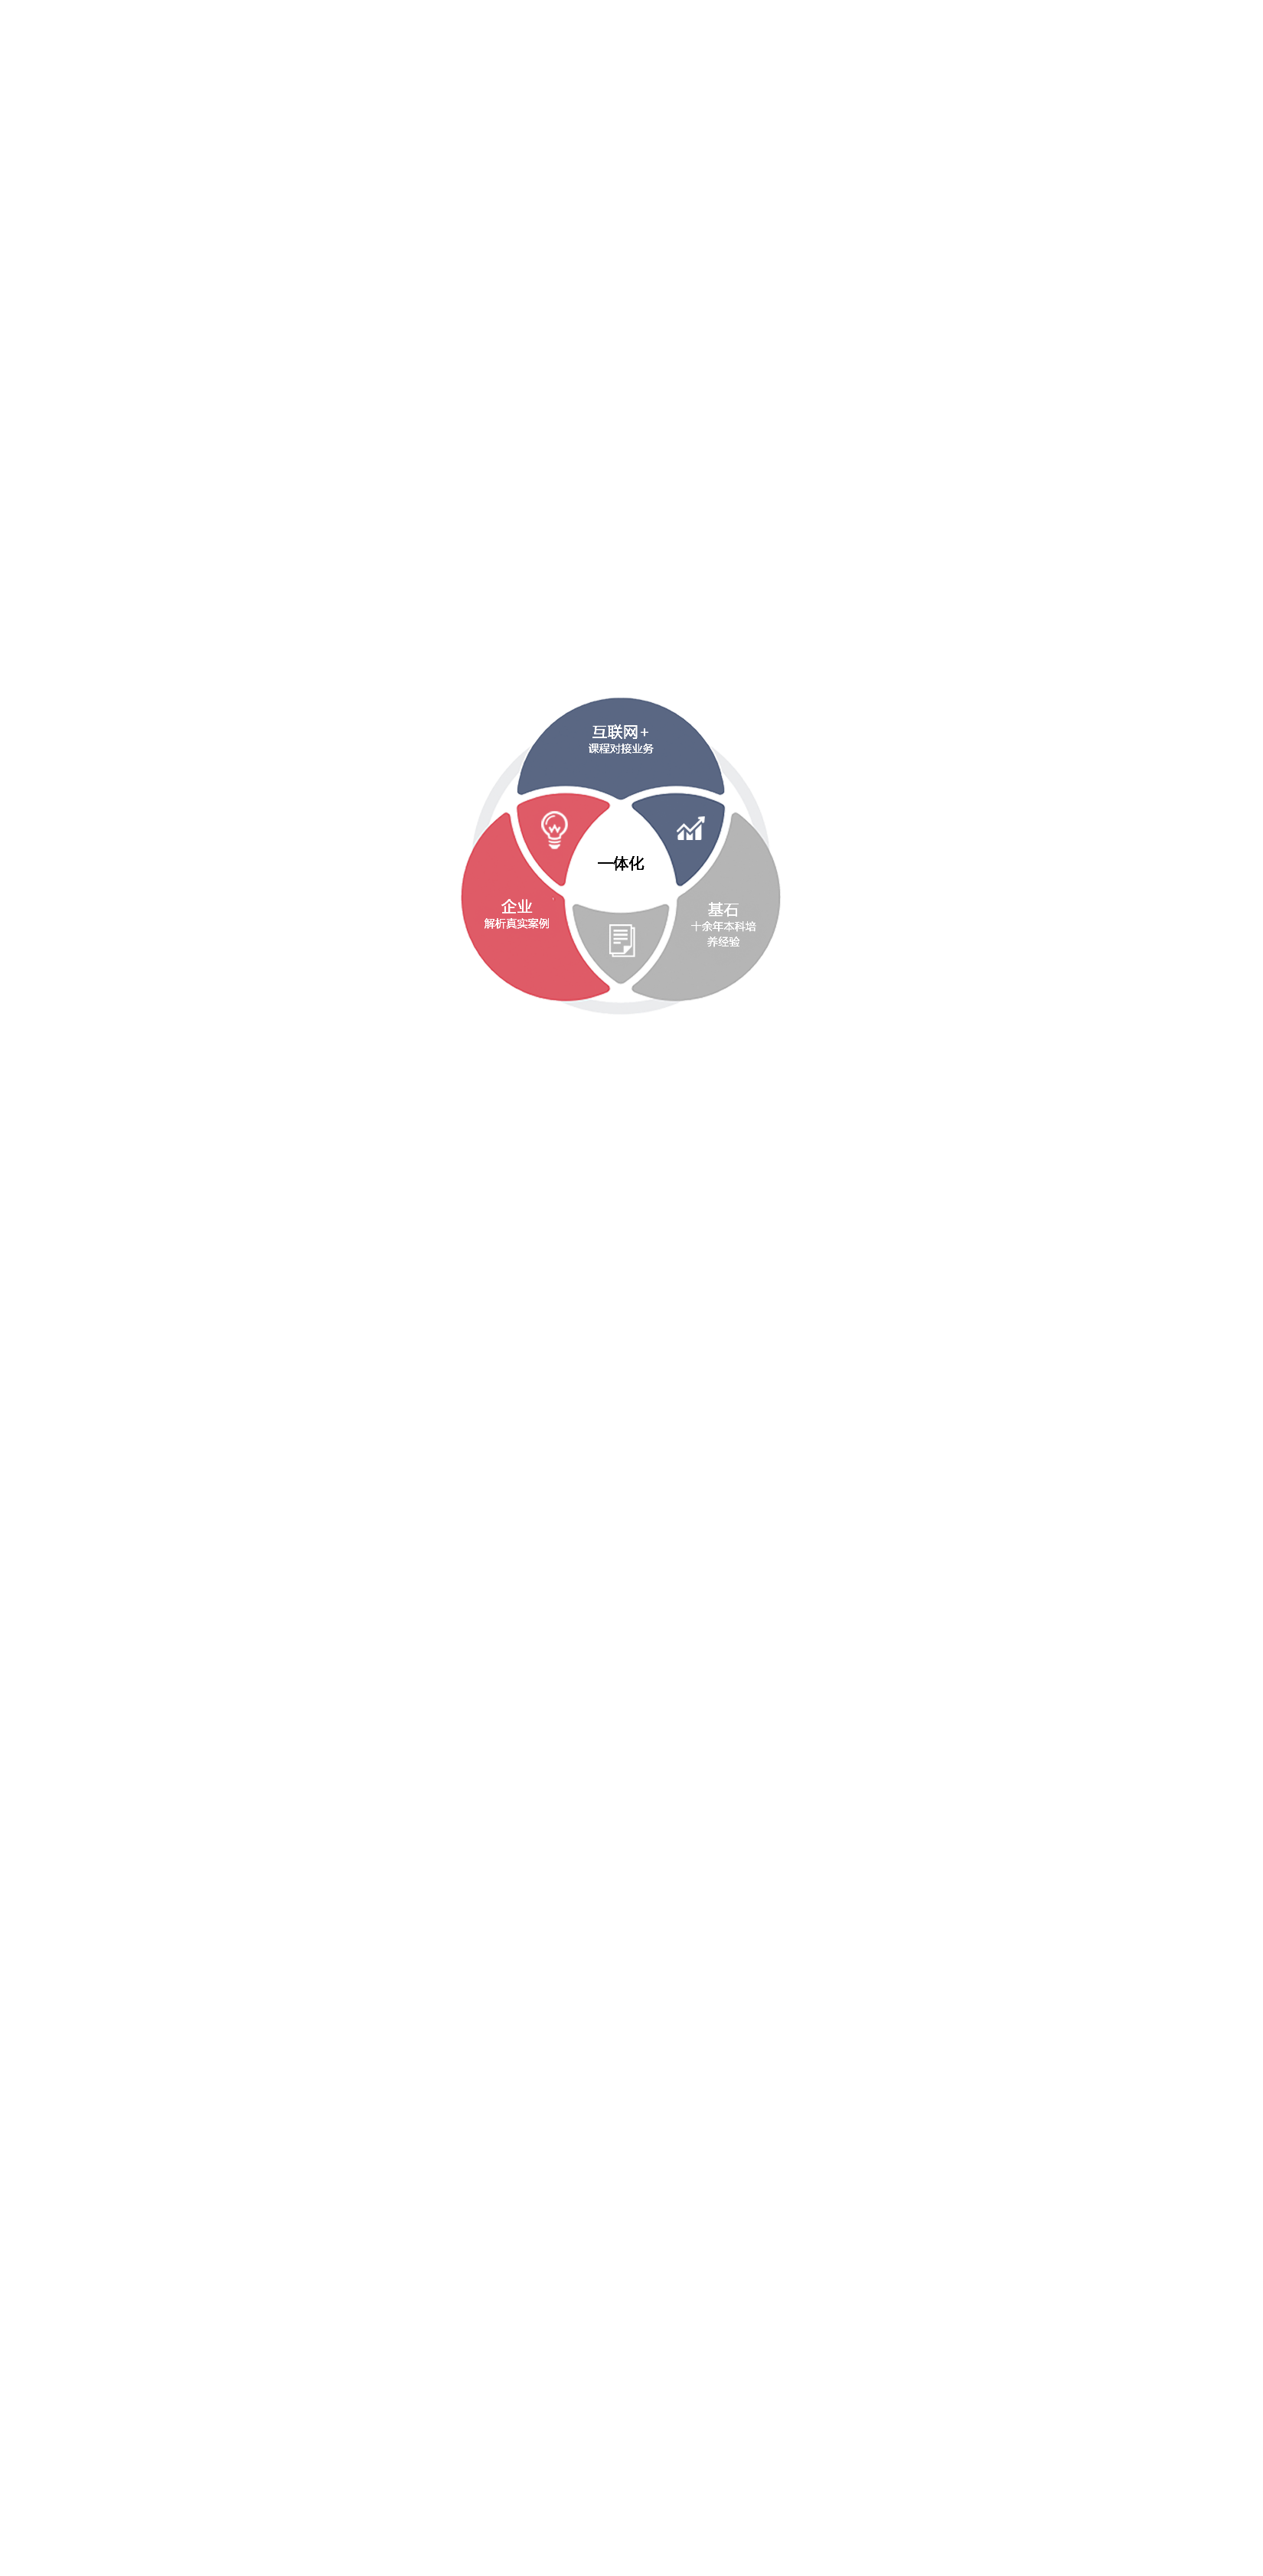 互联网+
课程对接业务
一体化
企业
解析真实案例
基石
十余年本科培
养经验